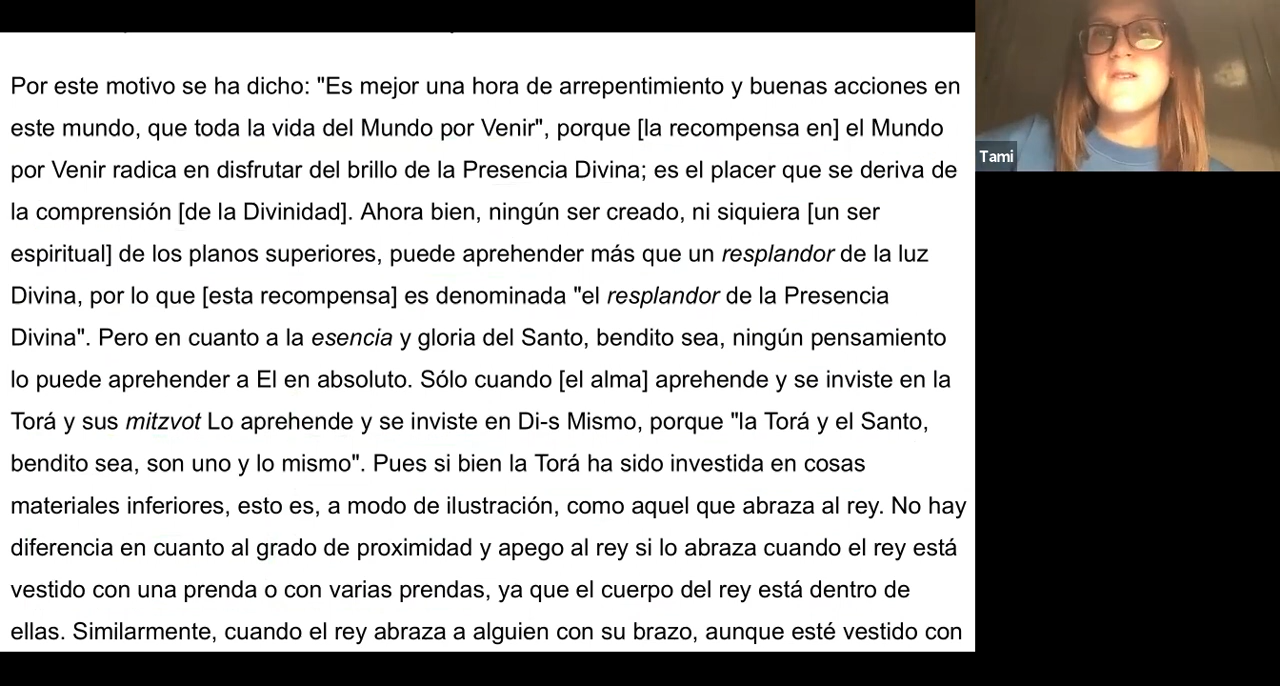 Por este motivo se ha dicho: "Es mejor una hora de arrepentimiento y buenas acciones en
este mundo, que toda la vida del Mundo por Venir", porque [la recompensa en] el Mundo
por Venir radica en disfrutar del brillo de la Presencia Divina; es el placer que se deriva de
la comprensión [de la Divinidad]. Ahora bien, ningún ser creado, ni siquiera [un ser
espiritual] de los planos superiores, puede aprehender más que un resplandor de la luz
Divina, por lo que [esta recompensa] es denominada "el resplandor de la Presencia
Divina". Pero en cuanto a la esencia y gloria del Santo, bendito sea, ningún pensamiento
lo puede aprehender a El en absoluto. Sólo cuando [el alma] aprehende y se inviste en la
Torá y sus mitzvot Lo aprehende y se inviste en Di-s Mismo, porque "la Torá y el Santo,
bendito sea, son uno y lo mismo". Pues si bien la Torá ha sido investida en cosas
materiales inferiores, esto es, a modo de ilustración, como aquel que abraza al rey. No hay
diferencia en cuanto al grado de proximidad y apego al rey si lo abraza cuando el rey está
vestido con una prenda o con varias prendas, ya que el cuerpo del rey está dentro de
ellas. Similarmente, cuando el rey abraza a alguien con su brazo, aunque esté vestido con
Tami